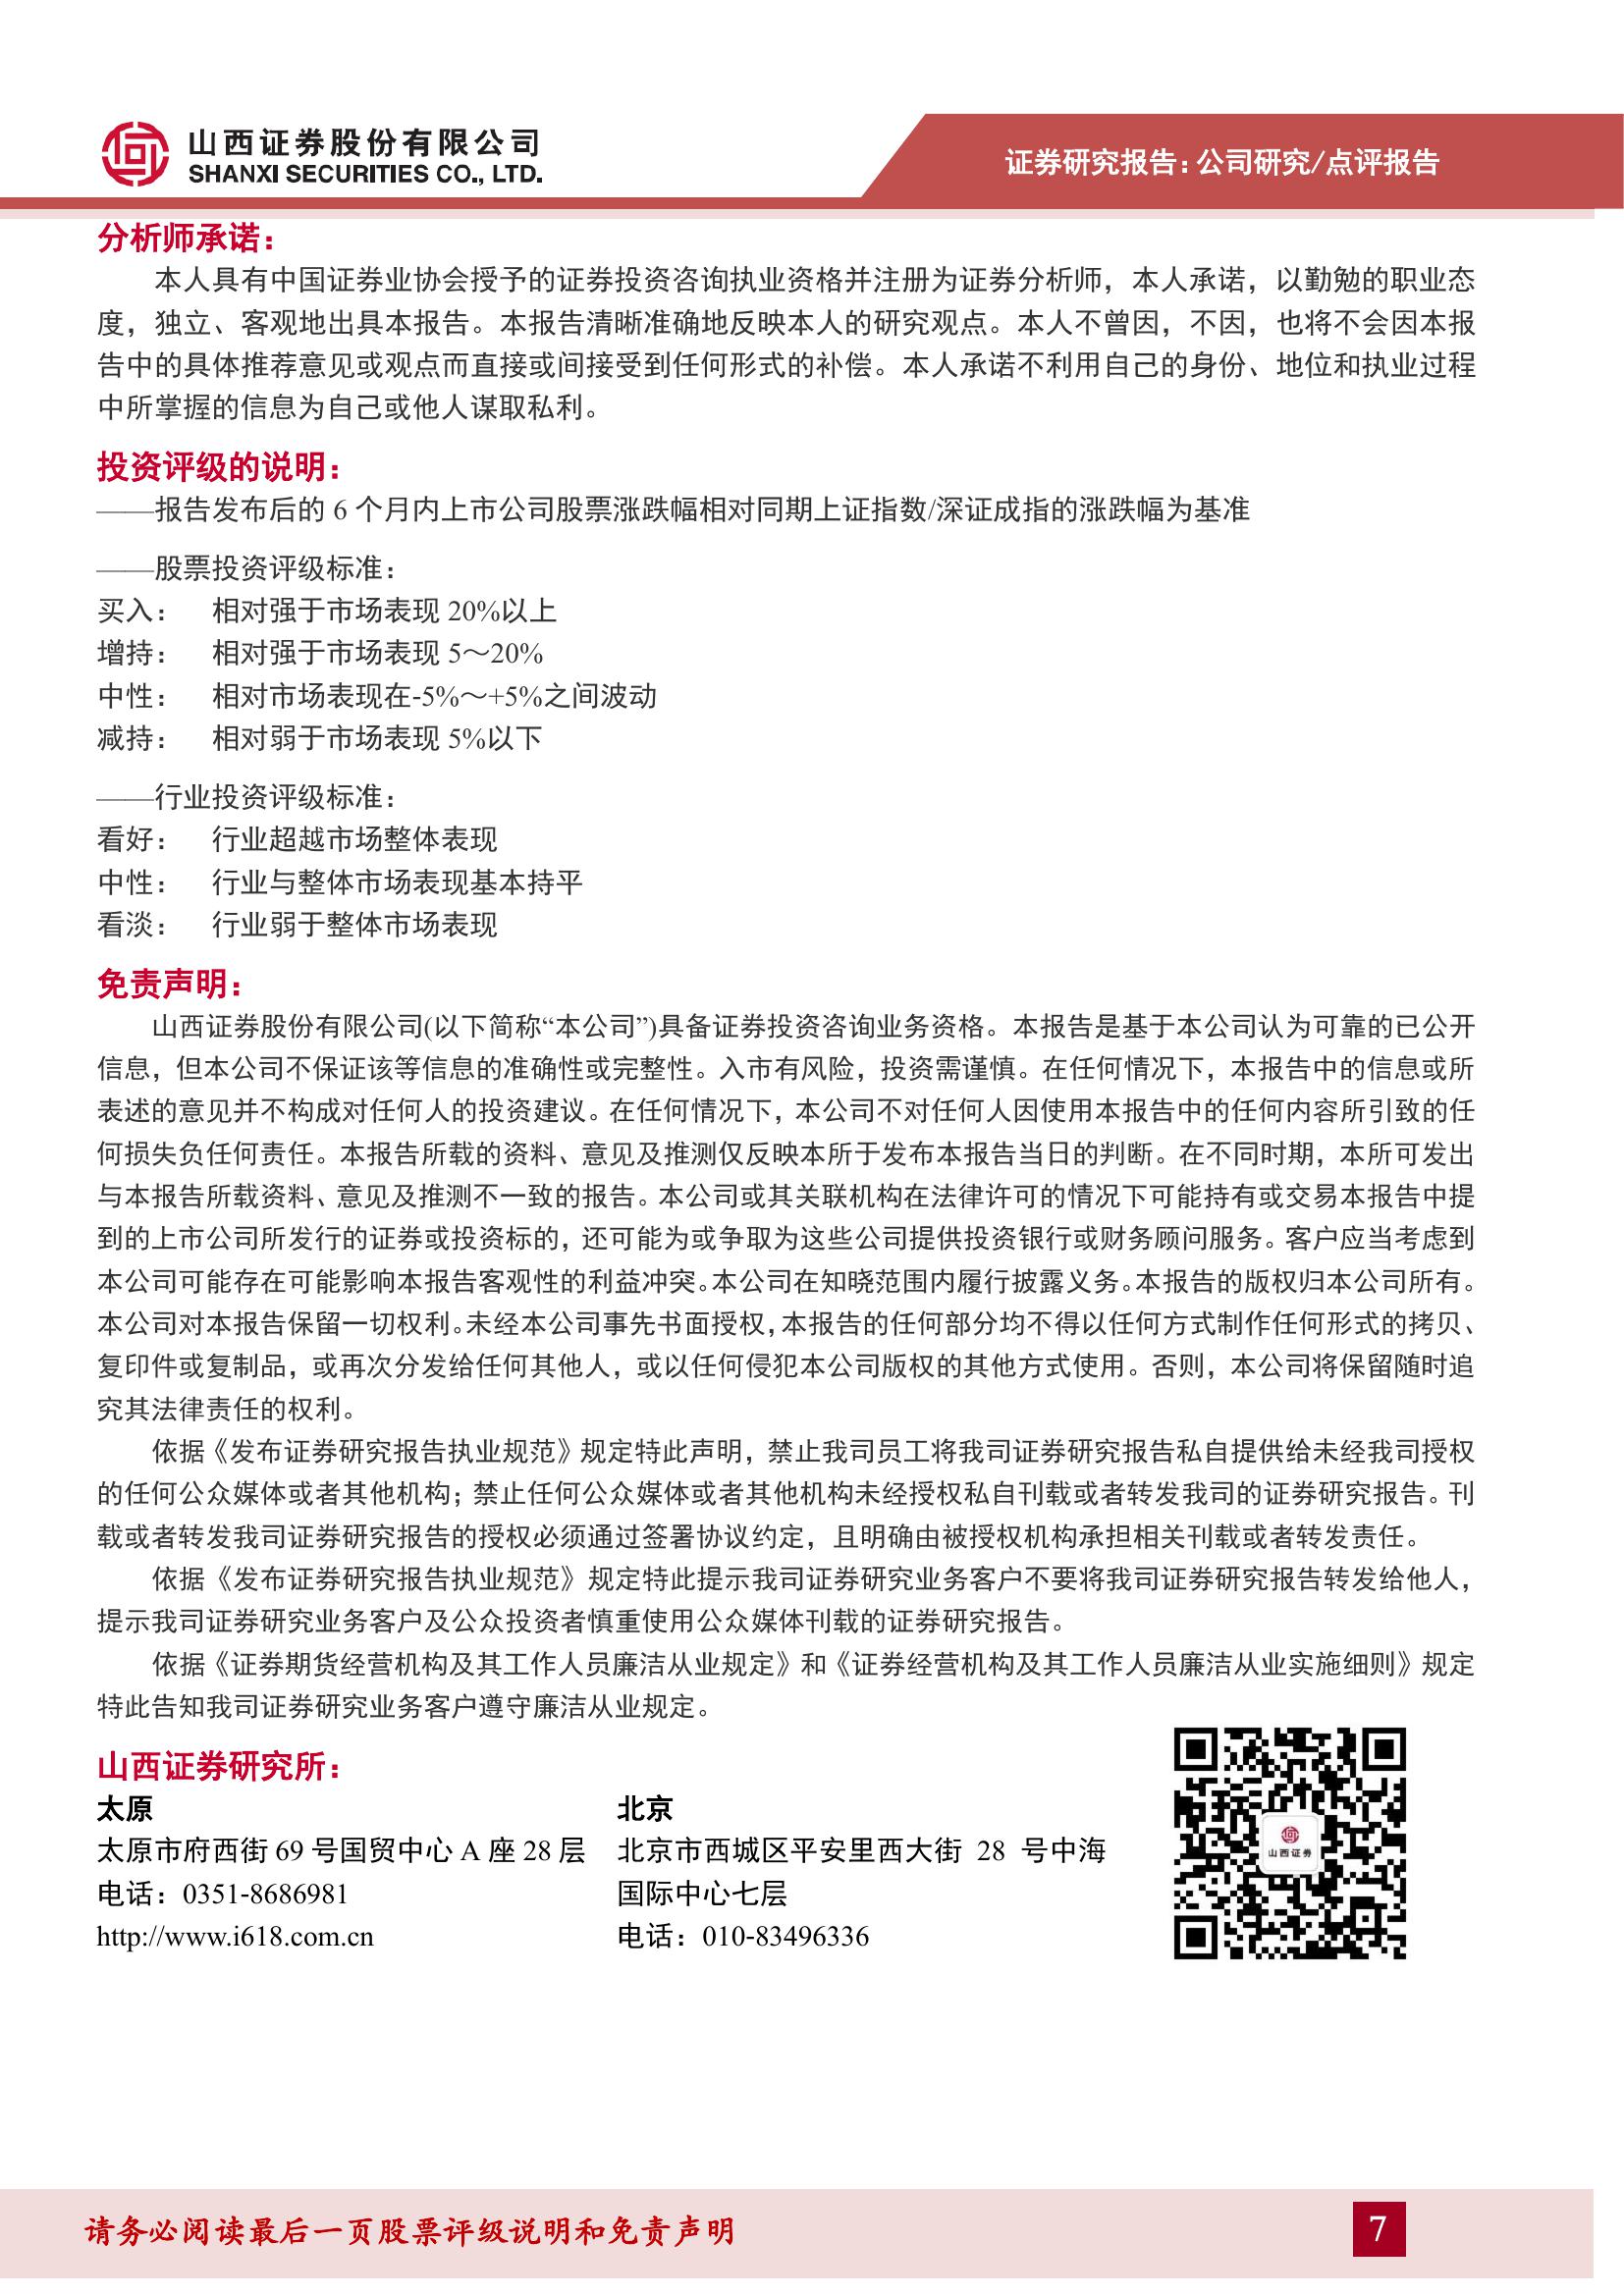 山西证券股份有限公司
SHANXI SECURITIES CO., LTD.
证券研究报告：公司研究/点评报告
分析师承诺：
本人具有中国证券业协会授予的证券投资咨询执业资格并注册为证券分析师，本人承诺，以勤勉的职业态
度，独立、客观地出具本报告。本报告清晰准确地反映本人的研究观点。本人不曾因，不因，也将不会因本报
告中的具体推荐意见或观点而直接或间接受到任何形式的补偿。本人承诺不利用自己的身份、地位和执业过程
中所掌握的信息为自己或他人谋取私利。
投资评级的说明：
——报告发布后的 6 个月内上市公司股票涨跌幅相对同期上证指数/深证成指的涨跌幅为基准
——股票投资评级标准：
买入： 相对强于市场表现 20%以上
增持： 相对强于市场表现 5～20%
中性： 相对市场表现在-5%～+5%之间波动
减持： 相对弱于市场表现 5%以下
——行业投资评级标准：
看好： 行业超越市场整体表现
中性： 行业与整体市场表现基本持平
看淡： 行业弱于整体市场表现
免责声明：
山西证券股份有限公司(以下简称“本公司”)具备证券投资咨询业务资格。本报告是基于本公司认为可靠的已公开
信息，但本公司不保证该等信息的准确性或完整性。入市有风险，投资需谨慎。在任何情况下，本报告中的信息或所
表述的意见并不构成对任何人的投资建议。在任何情况下，本公司不对任何人因使用本报告中的任何内容所引致的任
何损失负任何责任。本报告所载的资料、意见及推测仅反映本所于发布本报告当日的判断。在不同时期，本所可发出
与本报告所载资料、意见及推测不一致的报告。本公司或其关联机构在法律许可的情况下可能持有或交易本报告中提
到的上市公司所发行的证券或投资标的，还可能为或争取为这些公司提供投资银行或财务顾问服务。客户应当考虑到
本公司可能存在可能影响本报告客观性的利益冲突。本公司在知晓范围内履行披露义务。本报告的版权归本公司所有。
本公司对本报告保留一切权利。未经本公司事先书面授权，本报告的任何部分均不得以任何方式制作任何形式的拷贝、
复印件或复制品，或再次分发给任何其他人，或以任何侵犯本公司版权的其他方式使用。否则，本公司将保留随时追
究其法律责任的权利。
依据《发布证券研究报告执业规范》规定特此声明，禁止我司员工将我司证券研究报告私自提供给未经我司授权
的任何公众媒体或者其他机构；禁止任何公众媒体或者其他机构未经授权私自刊载或者转发我司的证券研究报告。刊
载或者转发我司证券研究报告的授权必须通过签署协议约定，且明确由被授权机构承担相关刊载或者转发责任。
依据《发布证券研究报告执业规范》规定特此提示我司证券研究业务客户不要将我司证券研究报告转发给他人，
提示我司证券研究业务客户及公众投资者慎重使用公众媒体刊载的证券研究报告。
依据《证券期货经营机构及其工作人员廉洁从业规定》和《证券经营机构及其工作人员廉洁从业实施细则》规定
特此告知我司证券研究业务客户遵守廉洁从业规定。
山西证券研究所：
太原
太原市府西街 69 号国贸中心 A 座 28 层
电话：0351-8686981
http://www.i618.com.cn
北京
北京市西城区平安里西大街 28 号中海
国际中心七层
电话：010-83496336
山西证券
请务必阅读最后一页股票评级说明和免责声明
7